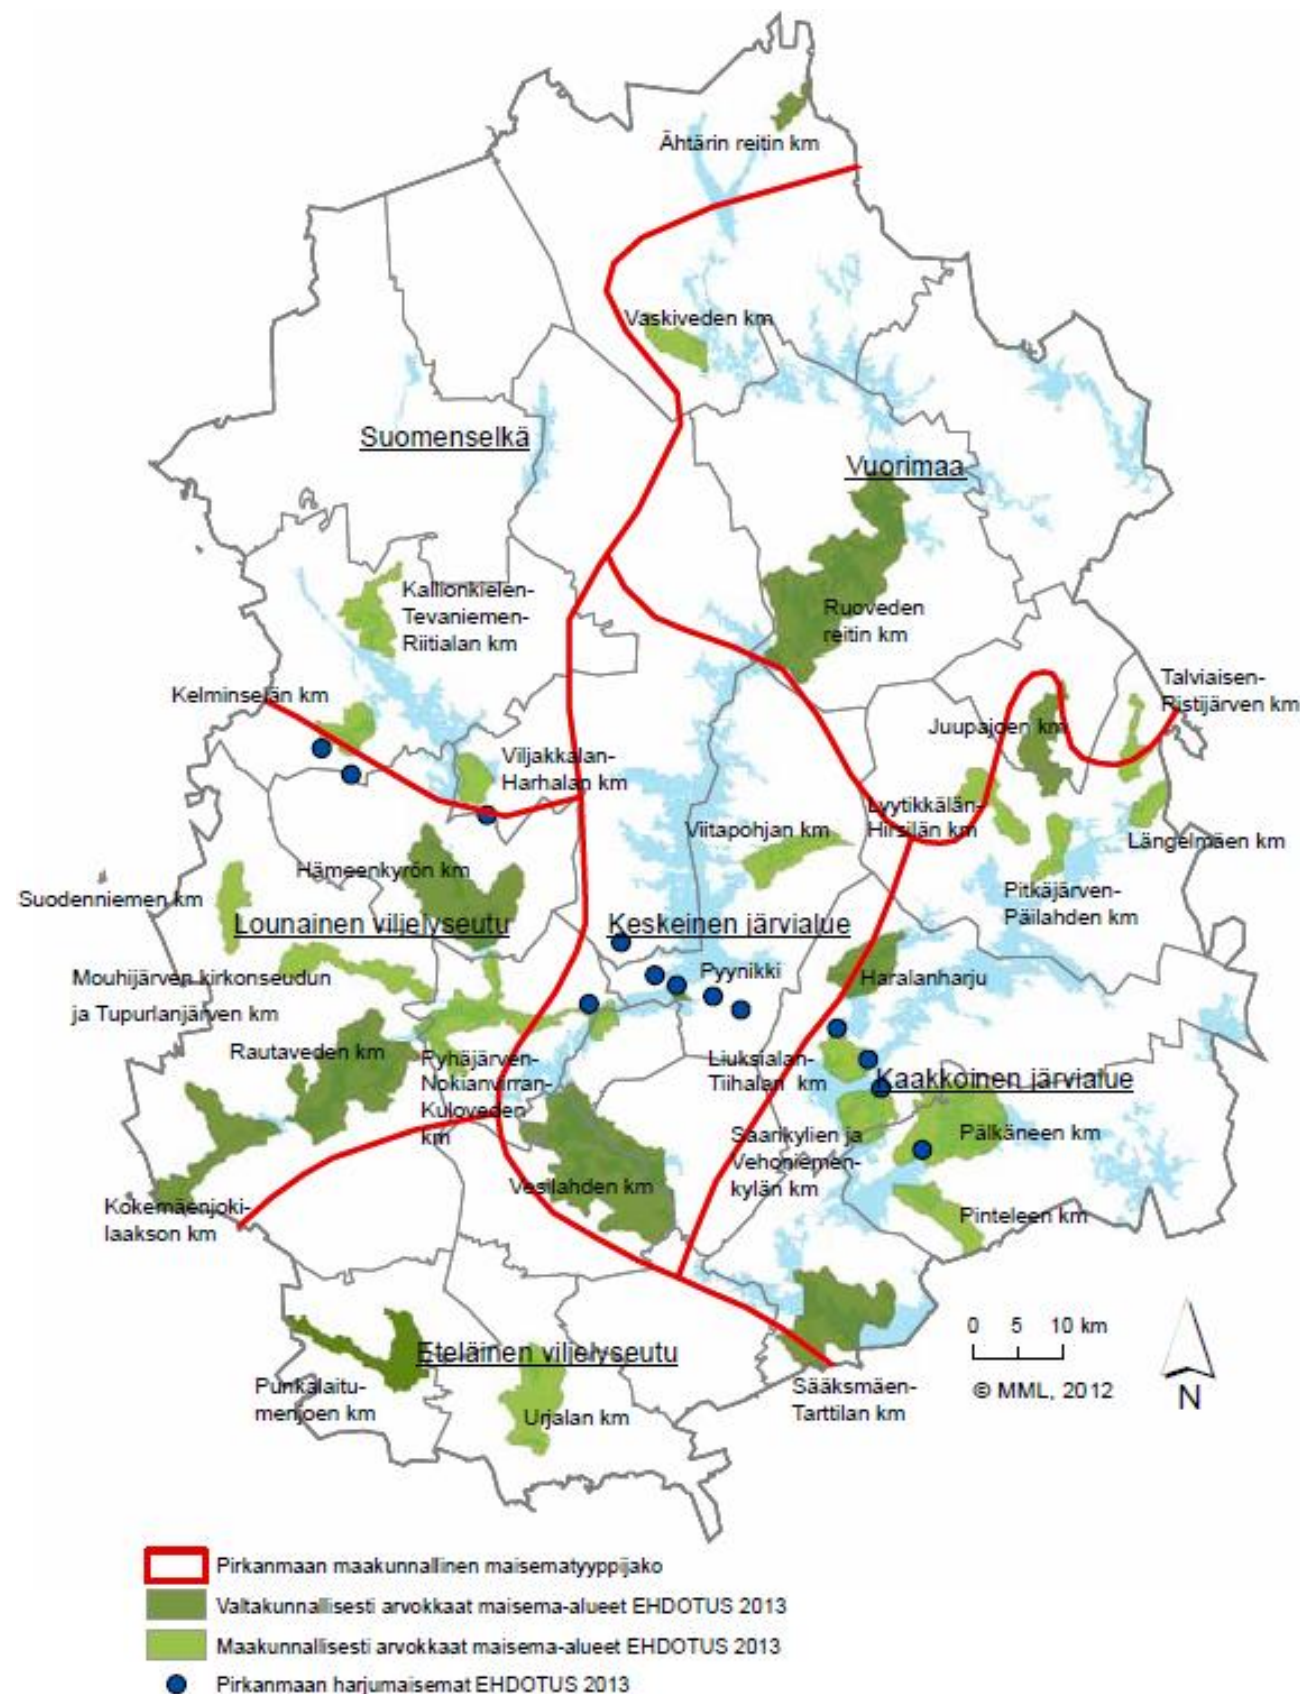 Ähtärin reitin km
Vaskiveden km
Suomenselkä
Vuorimaa
Kallionkielen-
Tevaniemen-
Riitialan km
Ruoveden
reitin km
Kelminselän km
Talviaisen-
Ristijärven km
Juupajoen km
Viljakkalan-
Harhalan km
Lyytikkälän-
Hirsilän km
Viitapohjan km
Längelmäen km
Hämeenkyrön km
Suodenniemen km
Pitkäjärven-
Päilahden km
Lounainen viljelyseutu
Keskeinen järvialue
Mouhijärven kirkonseudun
ja Tupurlanjärven km
Pyynikki
Haralanharju
Rautaveden km
Pyhäjärven-
Nokianvirran-
Kuloveden
km
Liuksialan-
Tiihalan km
Kaakkoinen järvialue
Saarikylien ja
Vehoniemen-
kylän km
Pälkäneen km
Vesilahden km
Kokemäenjoki-
laakson km
Pinteleen km
0 5 10 km
© MML, 2012
N
Eteläinen viljelyseutu
Punkalaitu-
menjoen km
Urjalan km
Sääksmäen-
Tarttilan km
Pirkanmaan maakunnallinen maisematyyppijako
Valtakunnallisesti arvokkaat maisema-alueet EHDOTUS 2013
Maakunnallisesti arvokkaat maisema-alueet EHDOTUS 2013
Pirkanmaan harjumaisemat EHDOTUS 2013